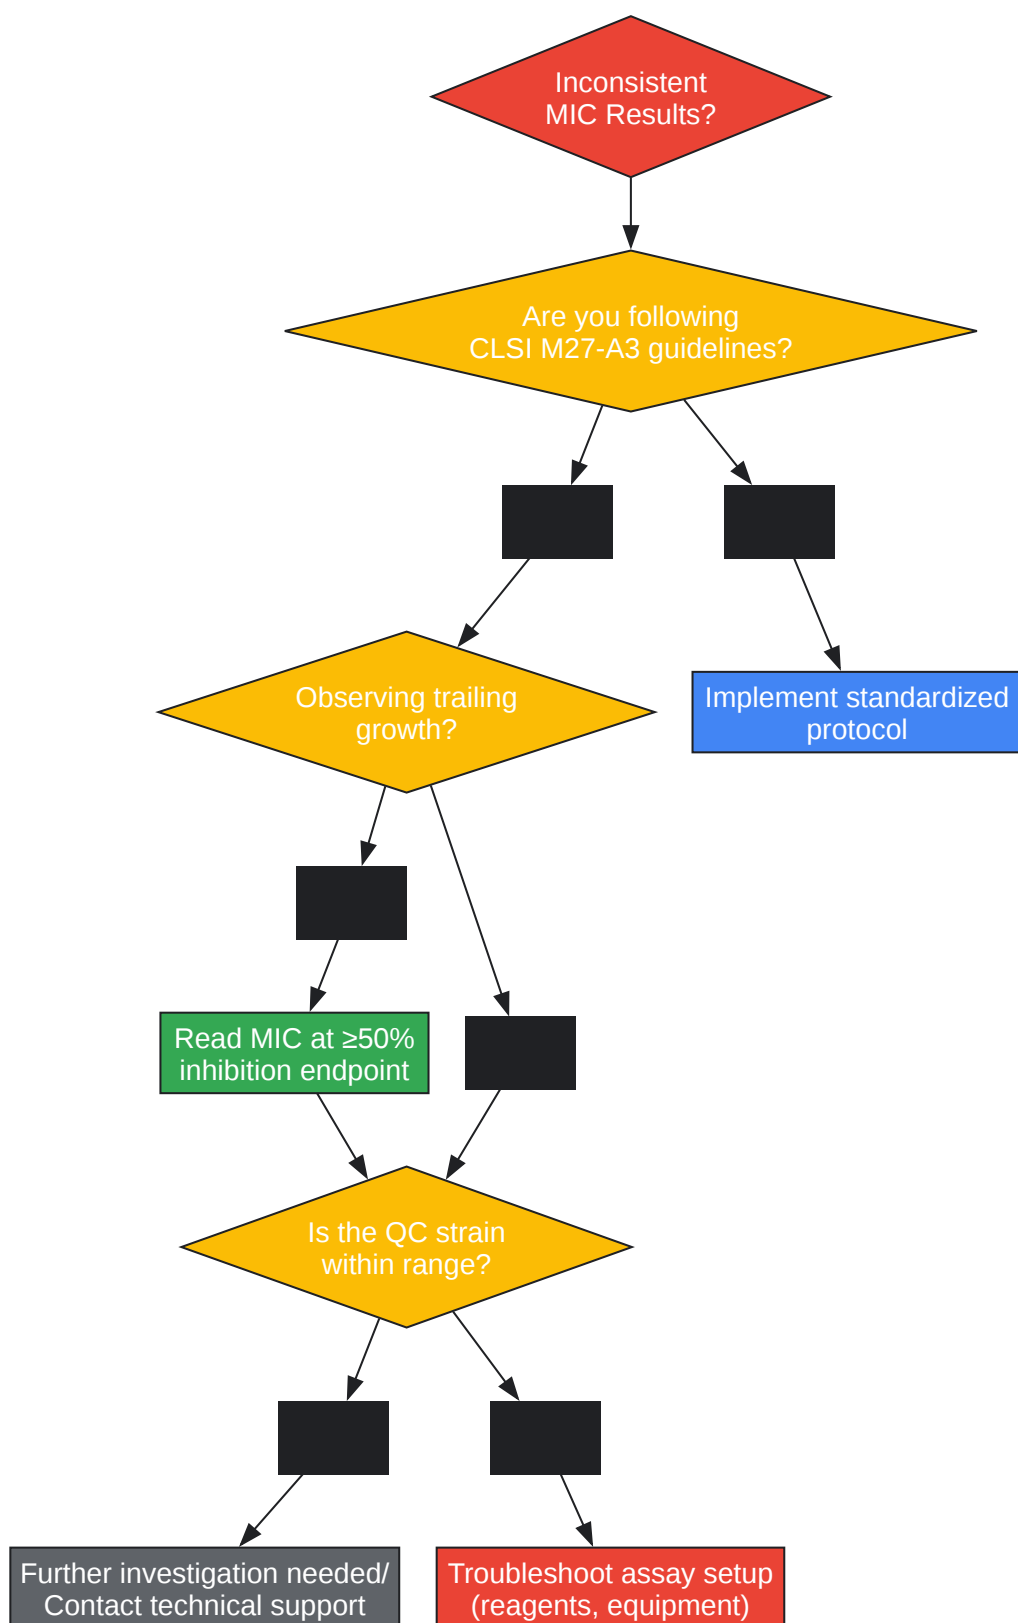 Inconsistent
MIC Results?
Are you following
CLSI M27-A3 guidelines?
Observing trailing
growth?
Implement standardized
protocol
Read MIC at ≥50%
inhibition endpoint
Is the QC strain
within range?
Further investigation needed/
Contact technical support
Troubleshoot assay setup
(reagents, equipment)